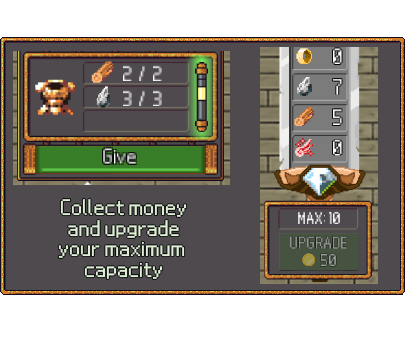 2/2
3/3
Give
Collect money
and upgrade
your maximum
capacity
0
7
5
0
MAX:10
UPGRADE
50